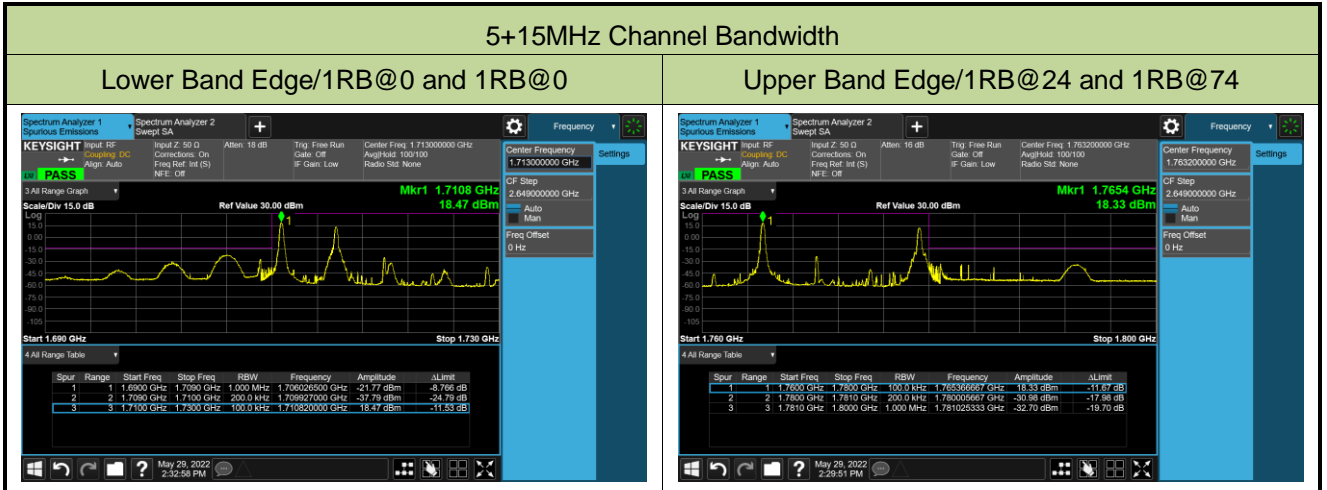 5+15MHz Channel Bandwidth
Lower Band Edge/1RB@0 and 1RB@0
Upper Band Edge/1RB@24 and 1RB@74
Spectrum Analyzer 1
Spurious Emissions
Spectrum Analyzer 2
Swept SA
+
Frequency
KEYSIGHT
Input: RF
Coupling: DC
Align: Auto
Input Z: 50 Ω
Corrections: On
Freq Ref: Int (S)
NFE: Off
Atten: 18 dB
Trig: Free Run
Gate: Off
IF Gain: Low
Center Freq: 1.713000000 GHz
Avg|Hold: 100/100
Radio Std: None
LXI PASS
Center Frequency
1.713000000 GHz
Settings
CF Step
2.649000000 GHz
Auto
Man
Freq Offset
0 Hz
3 All Range Graph
Mkr1 1.7108 GHz
18.47 dBm
Scale/Div 15.0 dB
Ref Value 30.00 dBm
Log
15.0
0.00
-15.0
-30.0
-45.0
-60.0
-75.0
-90.0
-105
1
Start 1.690 GHz
Stop 1.730 GHz
4 All Range Table
Spur Range Start Freq Stop Freq RBW Frequency Amplitude ΔLimit
1 1 1.6900 GHz 1.7090 GHz 1.000 MHz 1.706026500 GHz -21.77 dBm -8.766 dB
2 2 1.7090 GHz 1.7100 GHz 200.0 kHz 1.709927000 GHz -37.79 dBm -24.79 dB
3 3 1.7100 GHz 1.7300 GHz 100.0 kHz 1.710820000 GHz 18.47 dBm -11.53 dB
?
May 29, 2022
2:32:58 PM
Spectrum Analyzer 1
Spurious Emissions
Spectrum Analyzer 2
Swept SA
+
Frequency
KEYSIGHT
Input: RF
Coupling: DC
Align: Auto
Input Z: 50 Ω
Corrections: On
Freq Ref: Int (S)
NFE: Off
Atten: 16 dB
Trig: Free Run
Gate: Off
IF Gain: Low
Center Freq: 1.763200000 GHz
Avg|Hold: 100/100
Radio Std: None
LXI PASS
Center Frequency
1.763200000 GHz
Settings
CF Step
2.649000000 GHz
Auto
Man
Freq Offset
0 Hz
3 All Range Graph
Mkr1 1.7654 GHz
18.33 dBm
Scale/Div 15.0 dB
Ref Value 30.00 dBm
Log
15.0
0.00
-15.0
-30.0
-45.0
-60.0
-75.0
-90.0
-105
1
Start 1.760 GHz
Stop 1.800 GHz
4 All Range Table
Spur Range Start Freq Stop Freq RBW Frequency Amplitude ΔLimit
1 1 1.7600 GHz 1.7800 GHz 100.0 kHz 1.765366667 GHz 18.33 dBm -11.67 dB
2 2 1.7800 GHz 1.7810 GHz 200.0 kHz 1.780005667 GHz -30.98 dBm -17.98 dB
3 3 1.7810 GHz 1.8000 GHz 1.000 MHz 1.781025333 GHz -32.70 dBm -19.70 dB
?
May 29, 2022
2:29:51 PM